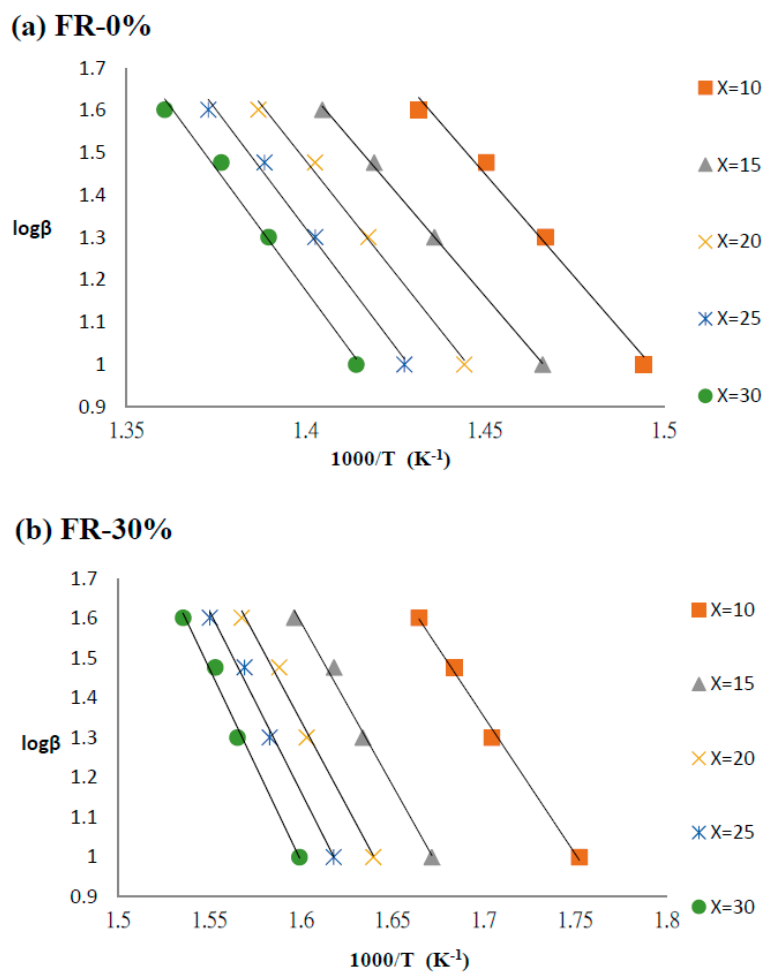 (a) FR-0%
1.7
1.6
1.5
1.4
1.3
1.2
1.1
1
0.9
logβ
1.35
1.4
1.45
1.5
1000/T (K-1)
X=10
X=15
X=20
X=25
X=30
(b) FR-30%
1.7
1.6
1.5
1.4
1.3
1.2
1.1
1
0.9
logβ
1.5
1.55
1.6
1.65
1.7
1.75
1.8
1000/T (K-1)
X=10
X=15
X=20
X=25
X=30